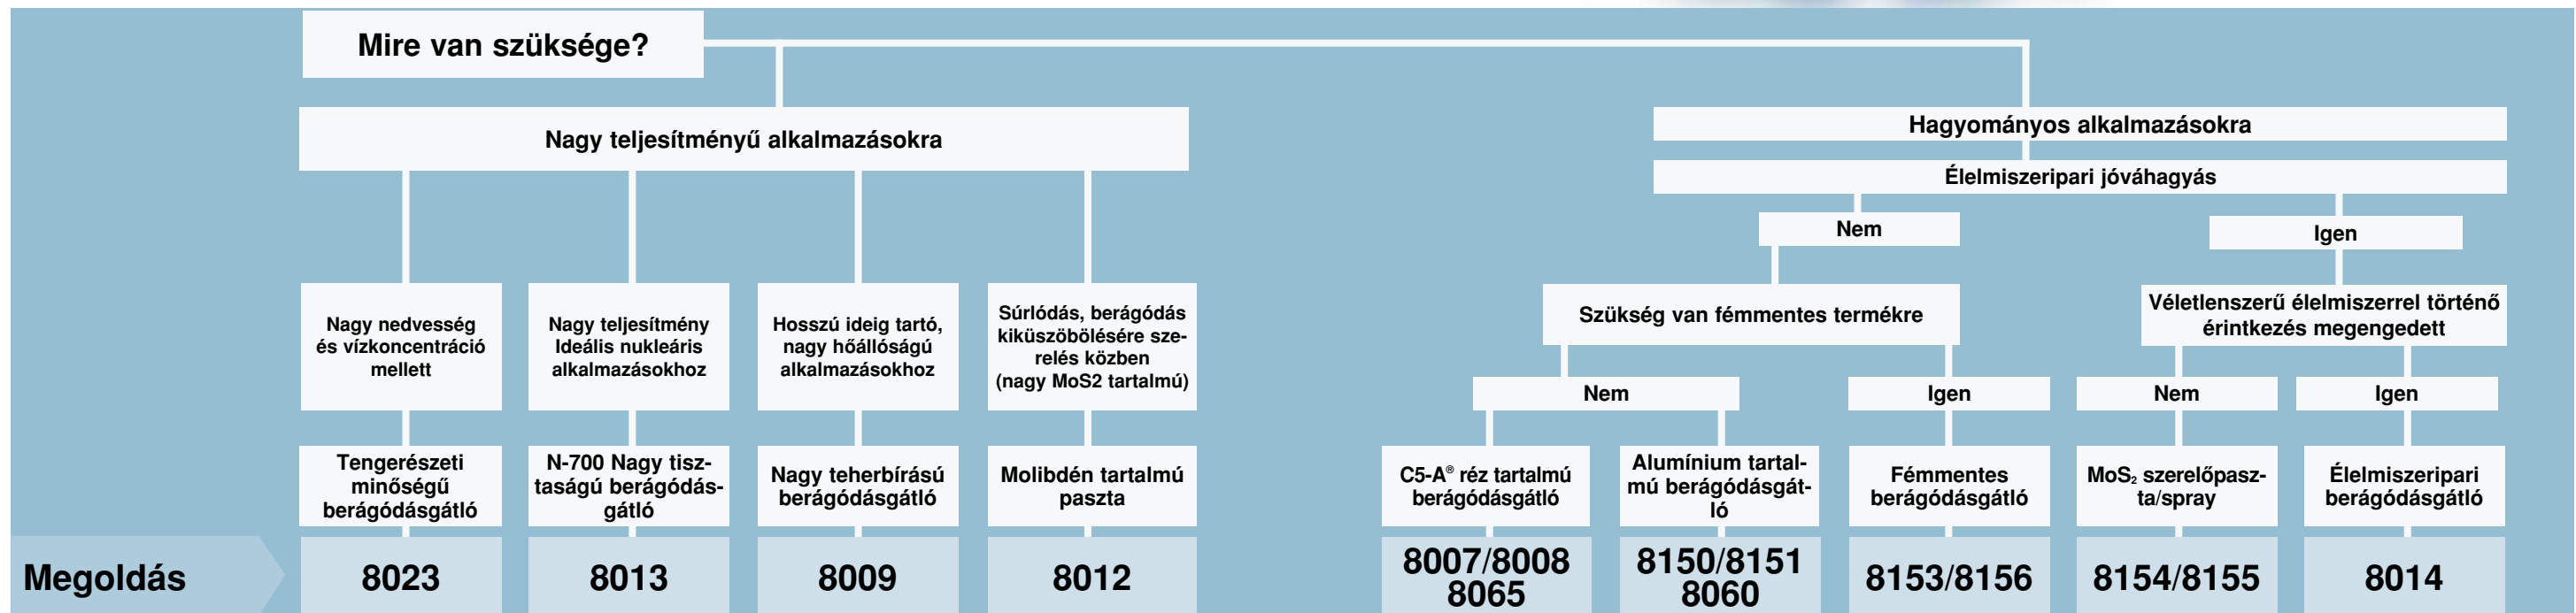 Mire van szüksége?
Nagy teljesítményű alkalmazásokra
Hagyományos alkalmazásokra
Élelmiszeripari jóváhagyás
Nem
Igen
Nagy nedvesség
és vízkoncentráció
mellett
Nagy teljesítmény
Ideális nukleáris
alkalmazásokhoz
Hosszú ideig tartó,
nagy hőállóságú
alkalmazásokhoz
Súrlódás, berágódás
kiküszöbölésére sze-
relés közben
(nagy MoS2 tartalmú)
Szükség van fémmentes termékre
Véletlenszerű élelmiszerrel történő
érintkezés megengedett
Nem
Igen
Nem
Igen
Tengerészeti
minőségű
berágódásgátló
N-700 Nagy tisz-
taságú berágódás-
gátló
Nagy teherbírású
berágódásgátló
Molibdén tartalmú
paszta
C5-A® réz tartalmú
berágódásgátló
Alumínium tartal-
mú berágódásgát-
ló
Fémmentes
berágódásgátló
MoS₂ szerelőpasz-
ta/spray
Élelmiszeripari
berágódásgátló
Megoldás
8023
8013
8009
8012
8007/8008
8065
8150/8151
8060
8153/8156
8154/8155
8014